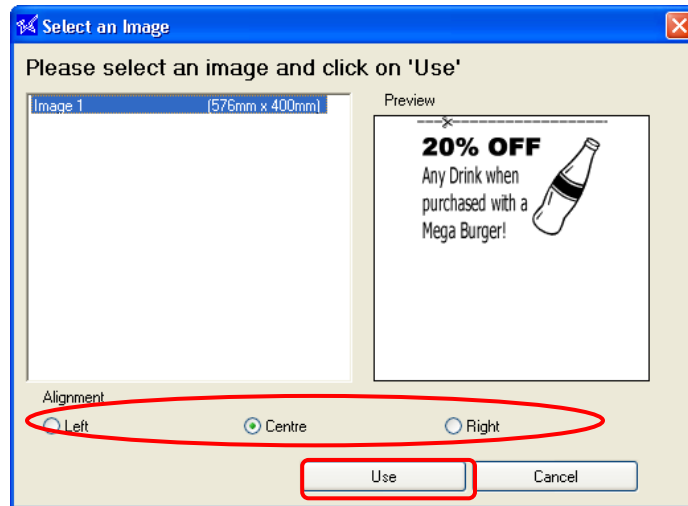 Select an Image
Please select an image and click on 'Use'
Image 1 (576mm x 400mm)
Preview
20% OFF
Any Drink when
purchased with a
Mega Burger!
Alignment
Left Centre Right
Use Cancel